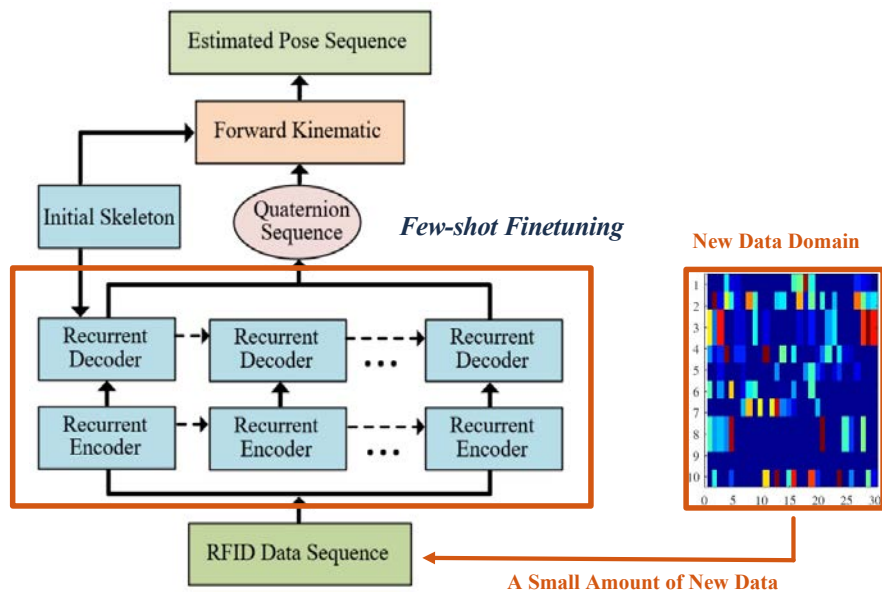 Estimated Pose Sequence
Forward Kinematic
Initial Skeleton
Quaternion
Sequence
Few-shot Finetuning
New Data Domain
Recurrent
Decoder
Recurrent
Decoder
...
Recurrent
Decoder
Recurrent
Encoder
Recurrent
Encoder
...
Recurrent
Encoder
1
2
3
4
5
6
7
8
9
10
0 5 10 15 20 25 30
RFID Data Sequence
A Small Amount of New Data